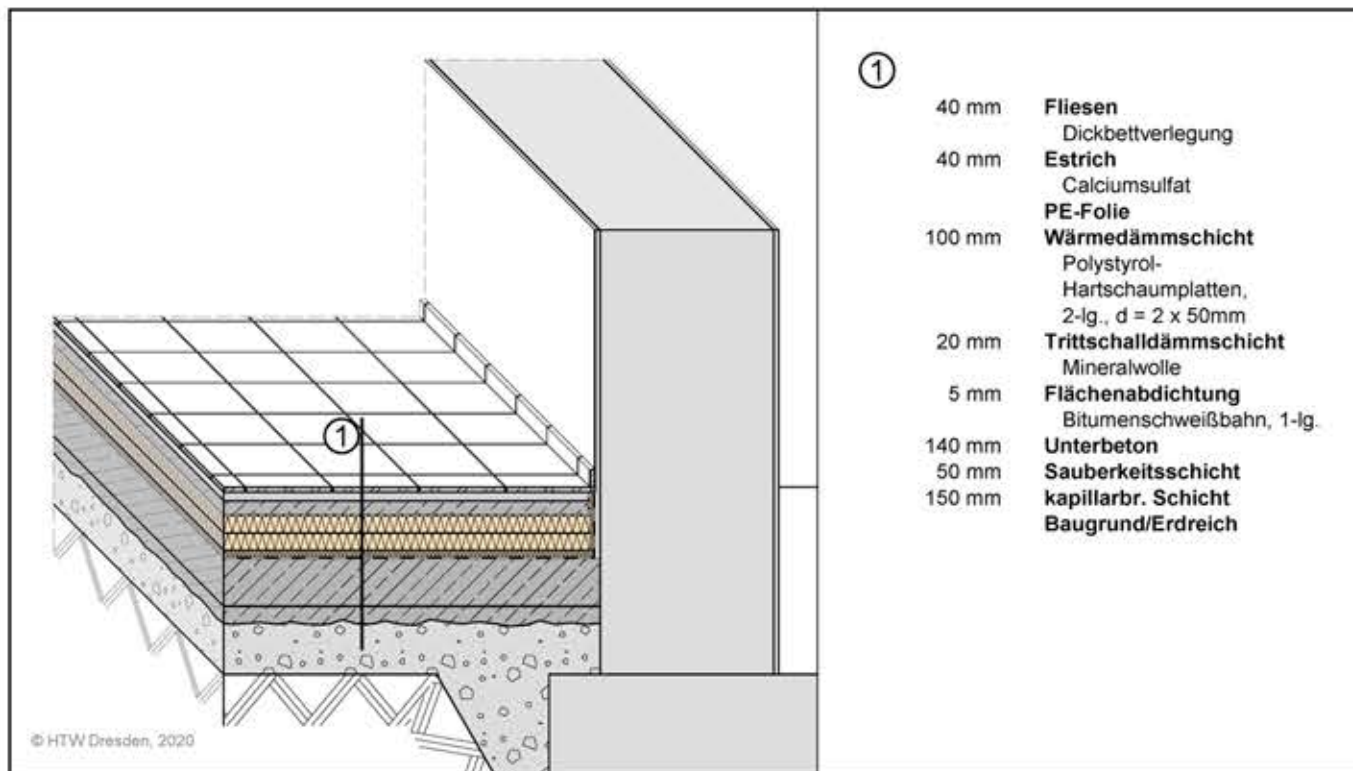 ①
40 mm Fliesen
Dickbettverlegung
40 mm Estrich
Calciumsulfat
PE-Folie
100 mm Wärmedämmschicht
Polystyrol-
Hartschaumplatten,
2-lg., d = 2 x 50mm
20 mm Trittschalldämmschicht
Mineralwolle
5 mm Flächenabdichtung
Bitumenschweißbahn, 1-lg.
140 mm Unterbeton
50 mm Sauberkeitsschicht
150 mm kapillarbr. Schicht
Baugrund/Erdreich
①
© HTW Dresden, 2020